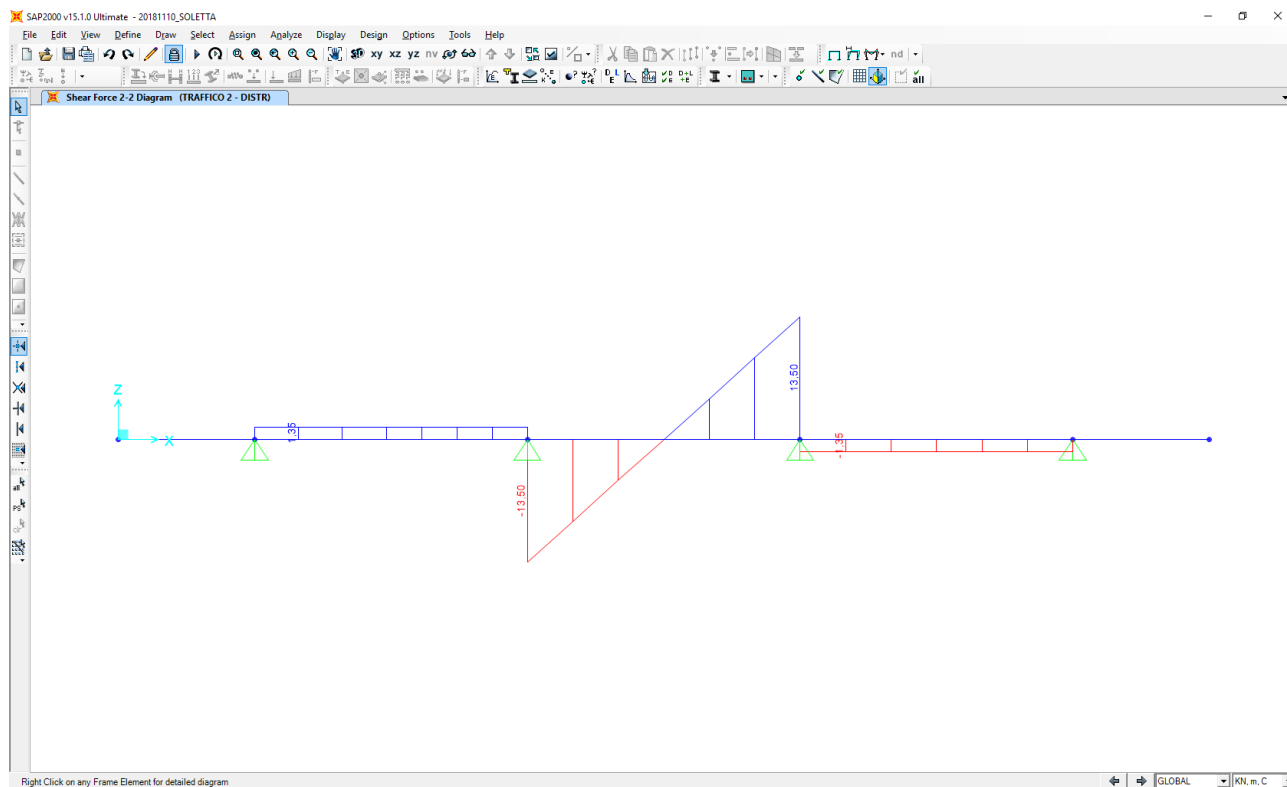 SAP2000 v15.1.0 Ultimate - 20181110_SOLETTA
File Edit View Define Draw Select Assign Analyze Display Design Options Tools Help
xy xz yz nv nd
Shear Force 2-2 Diagram (TRAFFICO 2 - DISTR)
all
PS
clr
Z
X
1.35
-13.50
13.50
-1.35
Right Click on any Frame Element for detailed diagram
GLOBAL
KN, m, C